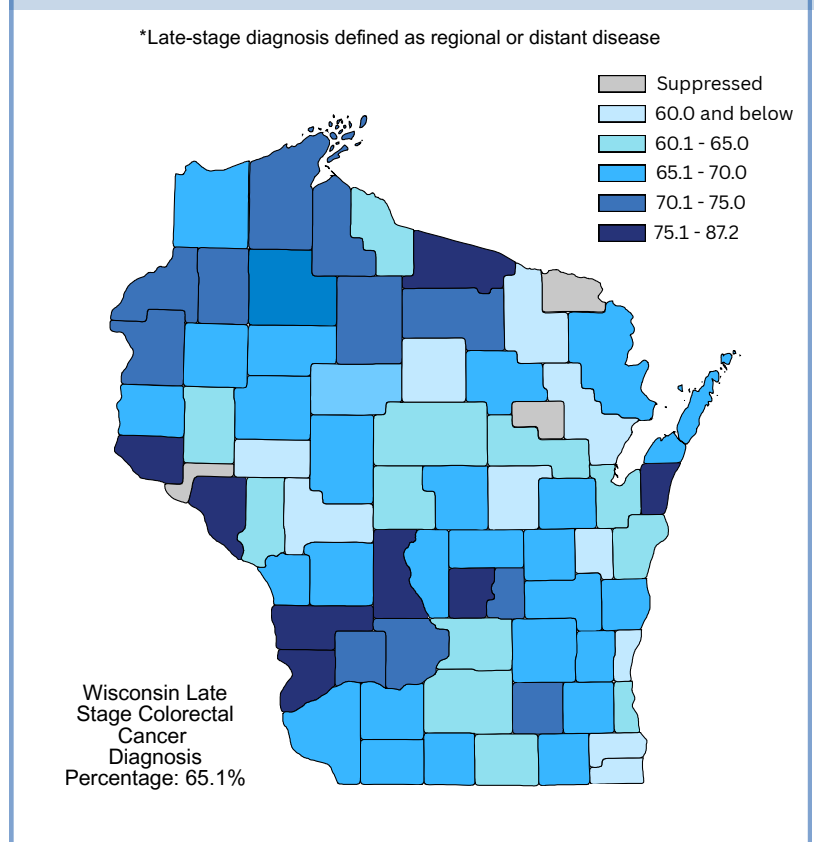 *Late-stage diagnosis defined as regional or distant disease
Suppressed
60.0 and below
60.1 - 65.0
65.1 - 70.0
70.1 - 75.0
75.1 - 87.2
Wisconsin Late
Stage Colorectal
Cancer
Diagnosis
Percentage: 65.1%